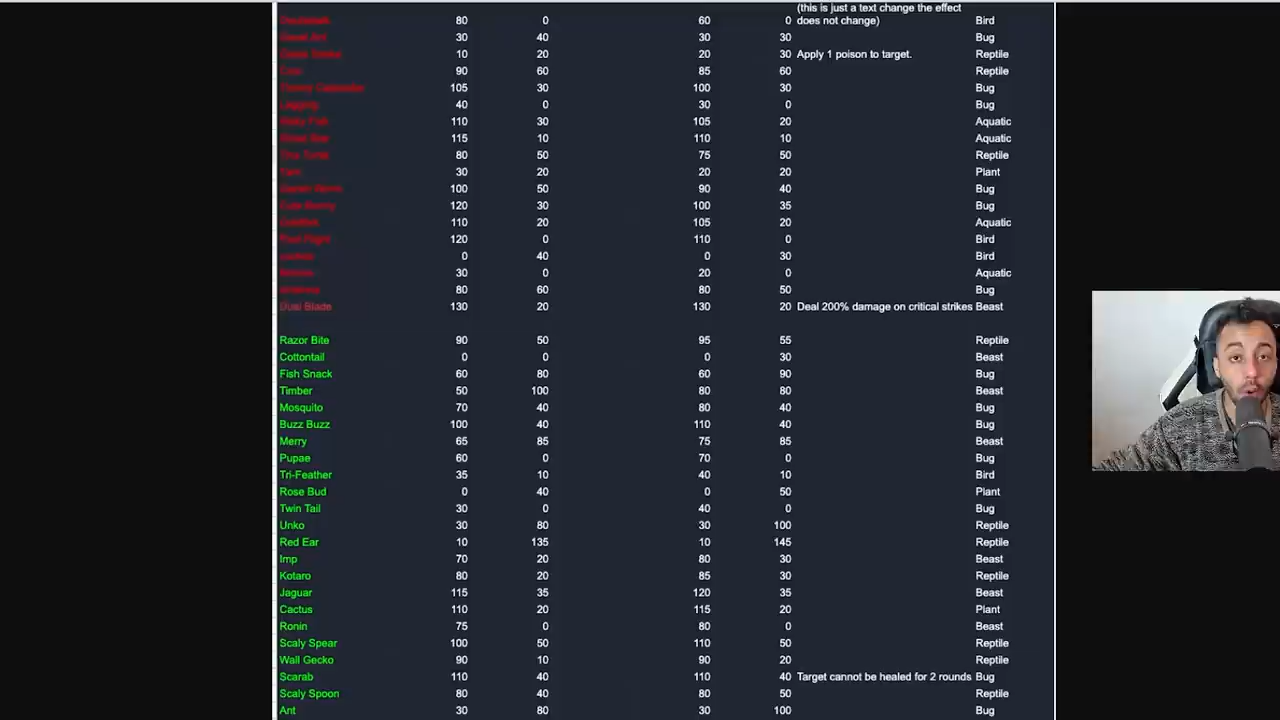 (this is just a text change the effect
80 0 60 0 does not change) Bird
30 40 30 30 Bug
10 20 20 30 Apply 1 poison to target. Reptile
90 60 85 60 Reptile
105 30 100 30 Bug
40 0 30 0 Bug
110 30 105 20 Aquatic
115 10 110 10 Aquatic
80 50 75 50 Reptile
30 20 20 20 Plant
100 50 90 40 Bug
120 30 100 35 Bug
110 20 105 20 Aquatic
120 0 110 0 Bird
0 40 0 30 Bird
30 0 20 0 Aquatic
80 60 80 50 Bug
Dual Blade 130 20 130 20 Deal 200% damage on critical strikes Beast
Razor Bite 90 50 95 55 Reptile
Cottontail 0 0 0 30 Beast
Fish Snack 60 80 60 90 Bug
Timber 50 100 80 80 Beast
Mosquito 70 40 80 40 Bug
Buzz Buzz 100 40 110 40 Bug
Merry 65 85 75 85 Beast
Pupae 60 0 70 0 Bug
Tri-Feather 35 10 40 10 Bird
Rose Bud 0 40 0 50 Plant
Twin Tail 30 0 40 0 Bug
Unko 30 80 30 100 Reptile
Red Ear 10 135 10 145 Reptile
Imp 70 20 80 30 Beast
Kotaro 80 20 85 30 Reptile
Jaguar 115 35 120 35 Beast
Cactus 110 20 115 20 Plant
Ronin 75 0 80 0 Beast
Scaly Spear 100 50 110 50 Reptile
Wall Gecko 90 10 90 20 Reptile
Scarab 110 40 110 40 Target cannot be healed for 2 rounds Bug
Scaly Spoon 80 40 80 50 Reptile
Ant 30 80 30 100 Bug